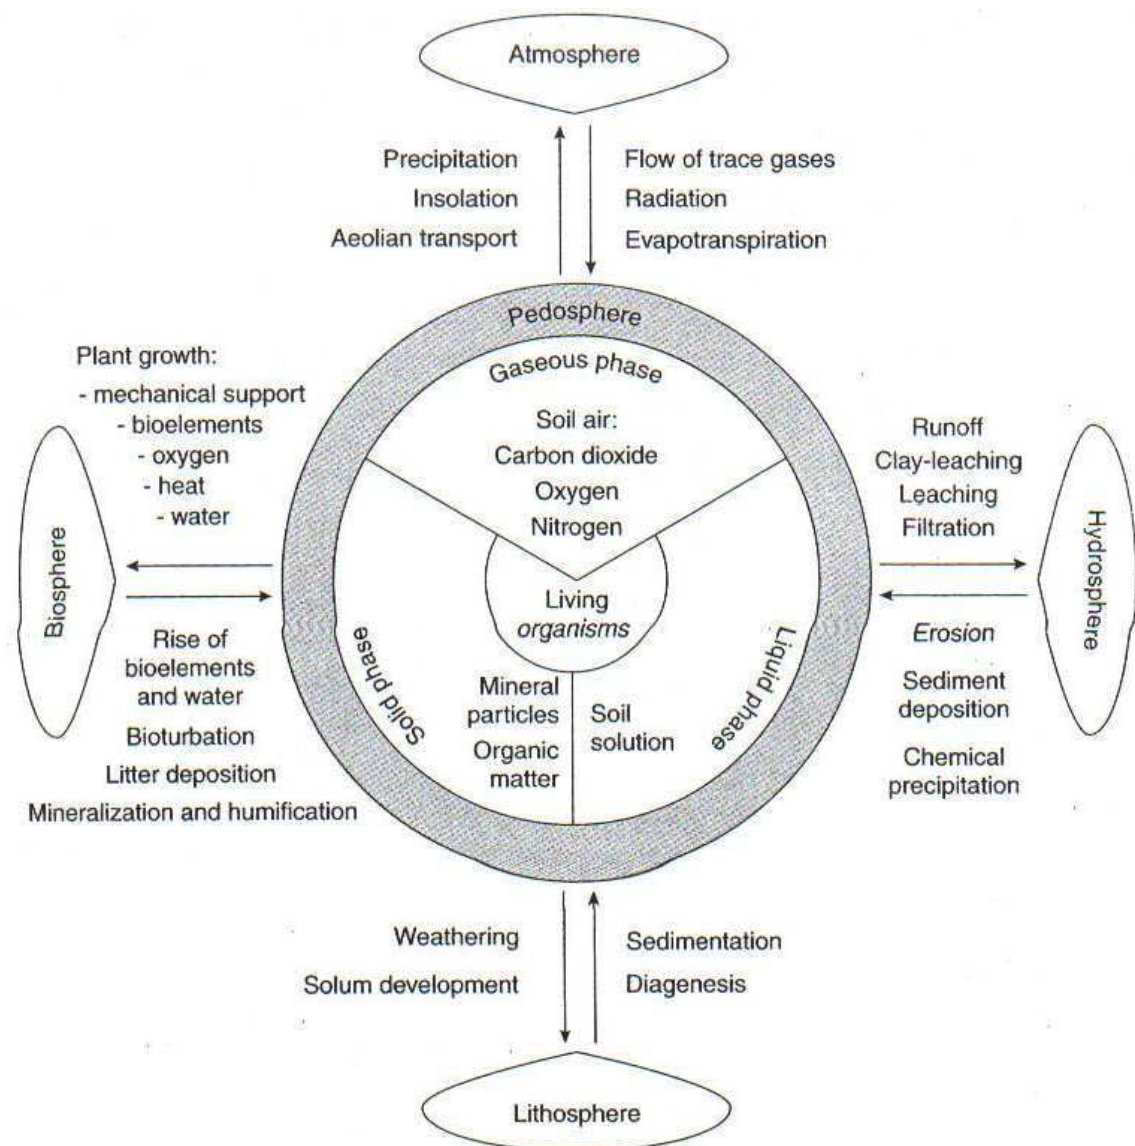 Atmosphere
Precipitation
Insolation
Aeolian transport
Flow of trace gases
Radiation
Evapotranspiration
Pedosphere
Gaseous phase
Soil air:
Carbon dioxide
Oxygen
Nitrogen
Plant growth:
- mechanical support
- bioelements
- oxygen
- heat
- water
Biosphere
Rise of
bioelements
and water
Bioturbation
Litter deposition
Mineralization and humification
Living
organisms
Solid phase
Mineral
particles
Organic
matter
Soil
solution
Liquid phase
Runoff
Clay-leaching
Leaching
Filtration
Hydrosphere
Erosion
Sediment
deposition
Chemical
precipitation
Weathering
Solum development
Sedimentation
Diagenesis
Lithosphere